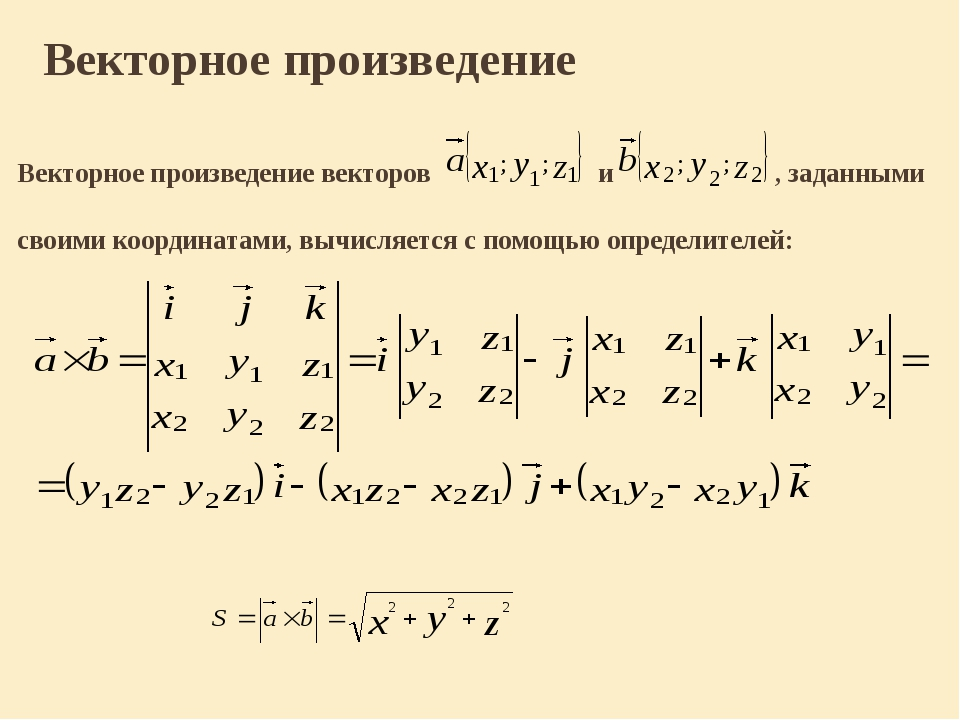 Векторное произведение
Векторное произведение векторов a⃗{x₁; y₁; z₁} и b⃗{x₂; y₂; z₂}, заданными
своими координатами, вычисляется с помощью определителей:
a⃗ × b⃗ = |i⃗ j⃗ k⃗; x₁ y₁ z₁; x₂ y₂ z₂| = i⃗ |y₁ z₁; y₂ z₂| − j⃗ |x₁ z₁; x₂ z₂| + k⃗ |x₁ y₁; x₂ y₂| =
= (y₁z₂ − y₂z₁) i⃗ − (x₁z₂ − x₂z₁) j⃗ + (x₁y₂ − x₂y₁) k⃗
S = |a⃗ × b⃗| = √(x² + y² + z²)